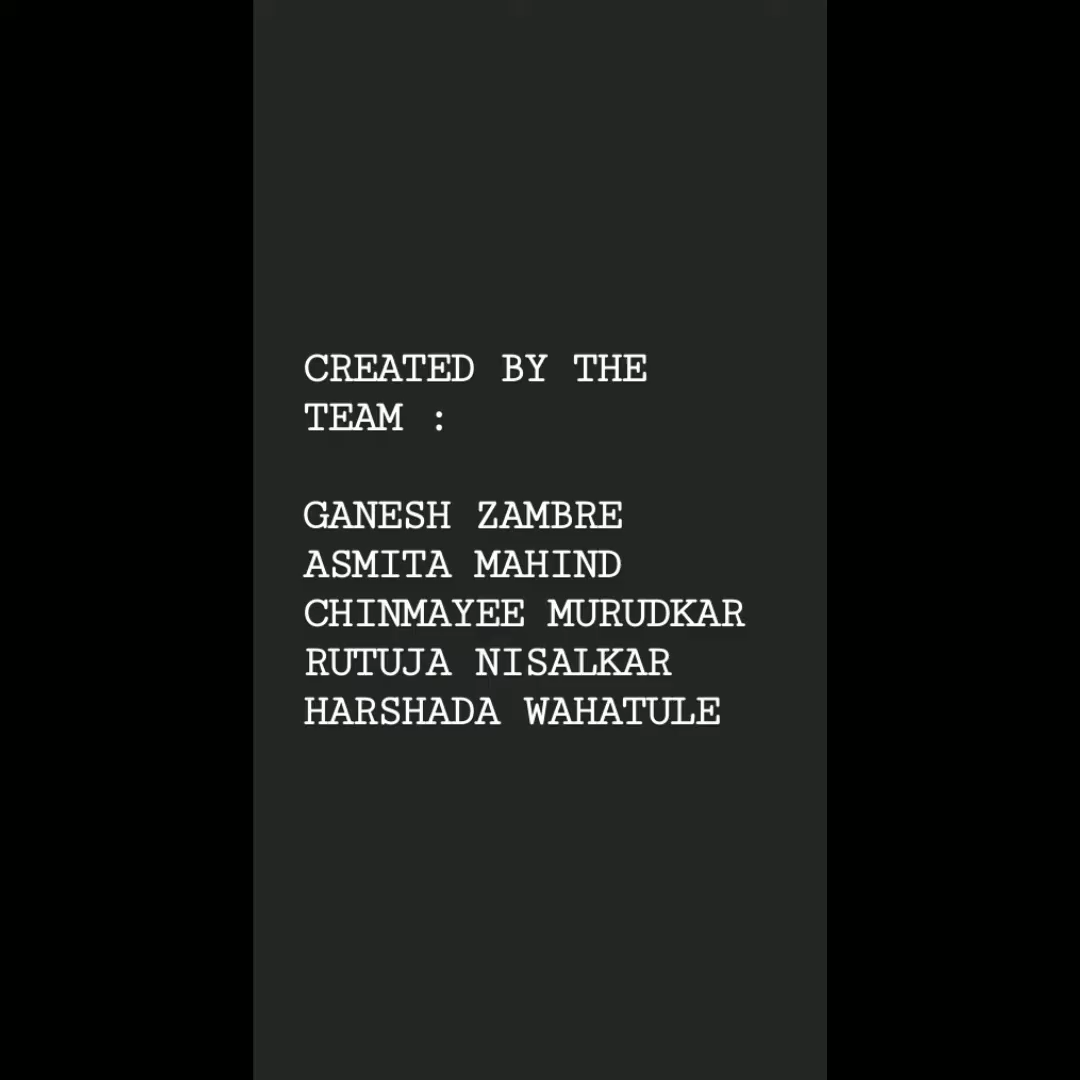 CREATED BY THE
TEAM :
GANESH ZAMBRE
ASMITA MAHIND
CHINMAYEE MURUDKAR
RUTUJA NISALKAR
HARSHADA WAHATULE